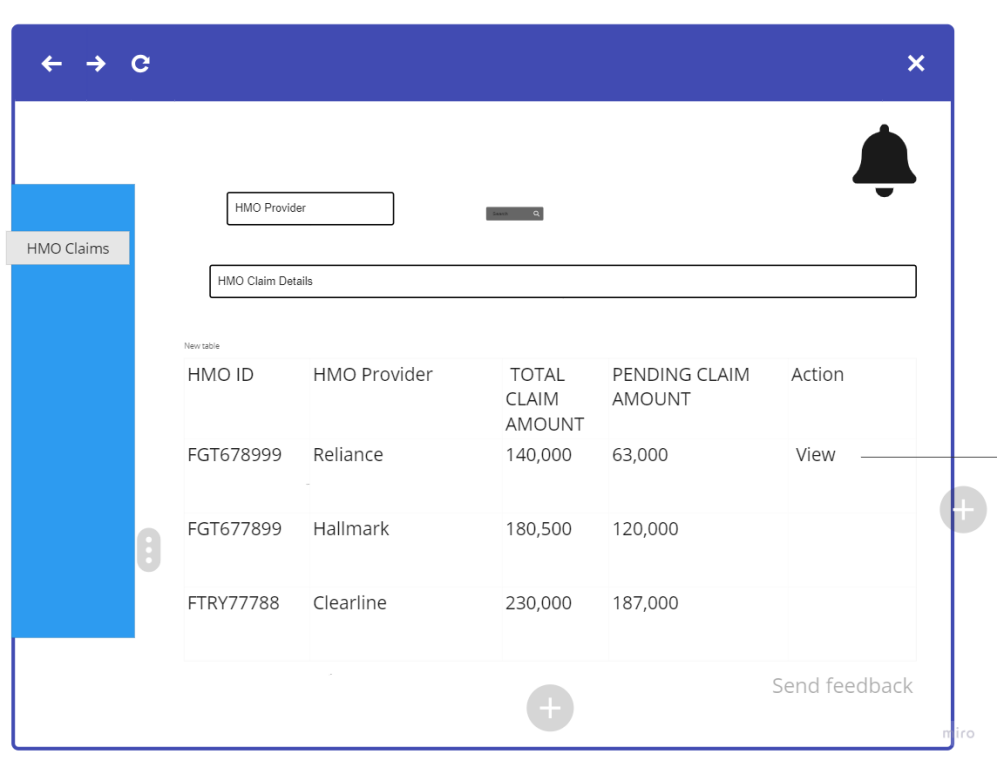 HMO Provider
Search
HMO Claims
HMO Claim Details
New table
HMO ID HMO Provider TOTAL CLAIM AMOUNT PENDING CLAIM AMOUNT Action
FGT678999 Reliance 140,000 63,000 View
FGT677899 Hallmark 180,500 120,000
FTRY77788 Clearline 230,000 187,000
Send feedback
miro